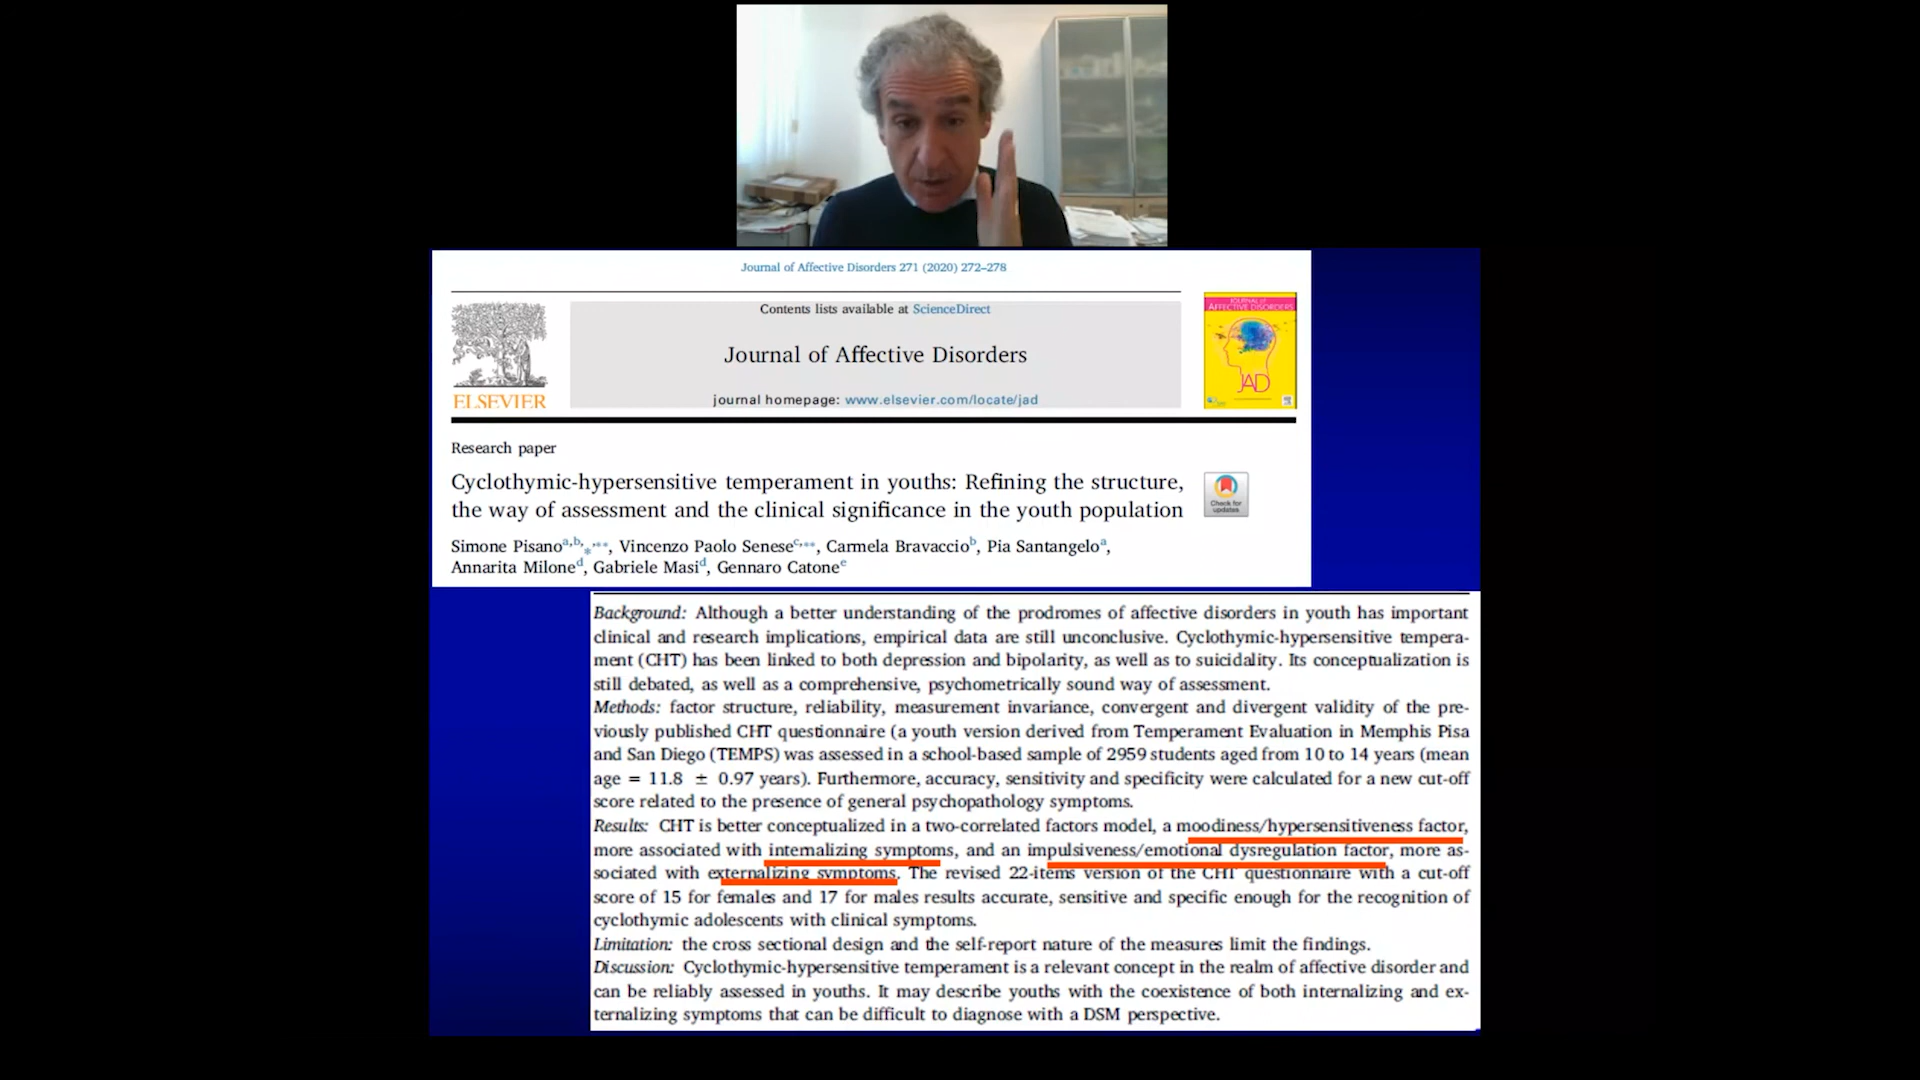 Journal of Affective Disorders 271 (2020) 272–278
Contents lists available at ScienceDirect
Journal of Affective Disorders
journal homepage: www.elsevier.com/locate/jad
ELSEVIER
JOURNAL of
AFFECTIVE DISORDERS
JAD
Research paper
Cyclothymic-hypersensitive temperament in youths: Refining the structure,
the way of assessment and the clinical significance in the youth population
Check for
updates
Simone Pisanoa,b,⁎,⁎⁎, Vincenzo Paolo Senesec,⁎⁎, Carmela Bravacciob, Pia Santangeloa,
Annarita Miloned, Gabriele Masid, Gennaro Catonee
Background: Although a better understanding of the prodromes of affective disorders in youth has important
clinical and research implications, empirical data are still unconclusive. Cyclothymic-hypersensitive tempera-
ment (CHT) has been linked to both depression and bipolarity, as well as to suicidality. Its conceptualization is
still debated, as well as a comprehensive, psychometrically sound way of assessment.
Methods: factor structure, reliability, measurement invariance, convergent and divergent validity of the pre-
viously published CHT questionnaire (a youth version derived from Temperament Evaluation in Memphis Pisa
and San Diego (TEMPS) was assessed in a school-based sample of 2959 students aged from 10 to 14 years (mean
age = 11.8 ± 0.97 years). Furthermore, accuracy, sensitivity and specificity were calculated for a new cut-off
score related to the presence of general psychopathology symptoms.
Results: CHT is better conceptualized in a two-correlated factors model, a moodiness/hypersensitiveness factor,
more associated with internalizing symptoms, and an impulsiveness/emotional dysregulation factor, more as-
sociated with externalizing symptoms. The revised 22-items version of the CHT questionnaire with a cut-off
score of 15 for females and 17 for males results accurate, sensitive and specific enough for the recognition of
cyclothymic adolescents with clinical symptoms.
Limitation: the cross sectional design and the self-report nature of the measures limit the findings.
Discussion: Cyclothymic-hypersensitive temperament is a relevant concept in the realm of affective disorder and
can be reliably assessed in youths. It may describe youths with the coexistence of both internalizing and ex-
ternalizing symptoms that can be difficult to diagnose with a DSM perspective.